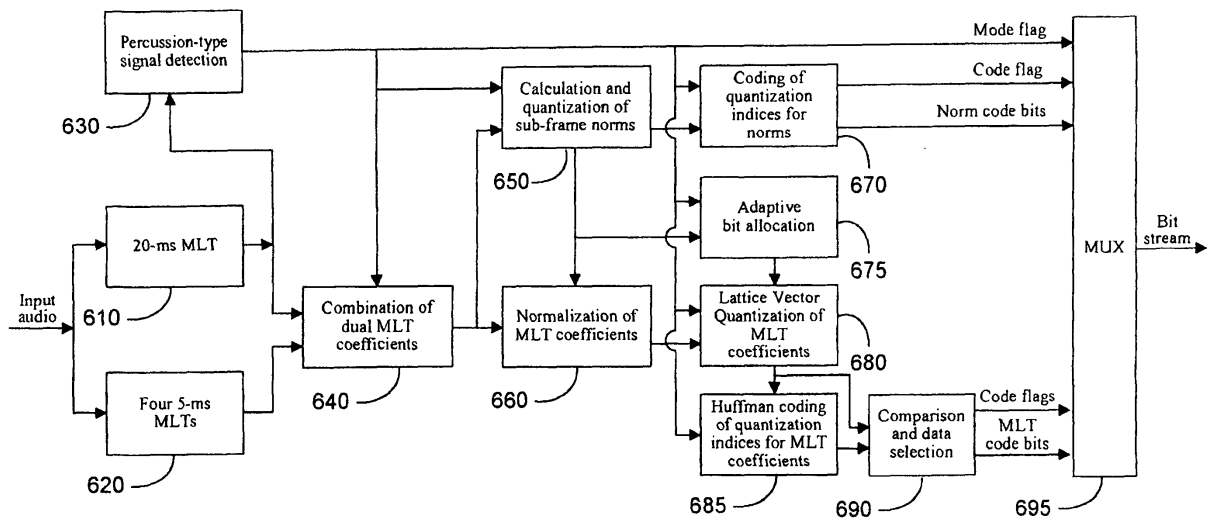 Percussion-type
signal detection
630
Mode flag
Code flag
Norm code bits
Calculation and
quantization of
sub-frame norms
650
Coding of
quantization
indices for
norms
670
20-ms MLT
610
Adaptive
bit allocation
675
MUX
Bit
stream
Input
audio
Combination of
dual MLT
coefficients
640
Normalization of
MLT coefficients
660
Lattice Vector
Quantization of
MLT
coefficients
680
Four 5-ms
MLTs
620
Huffman coding
of quantization
indices for MLT
coefficients
685
Comparison
and data
selection
690
Code flags
MLT
code bits
695